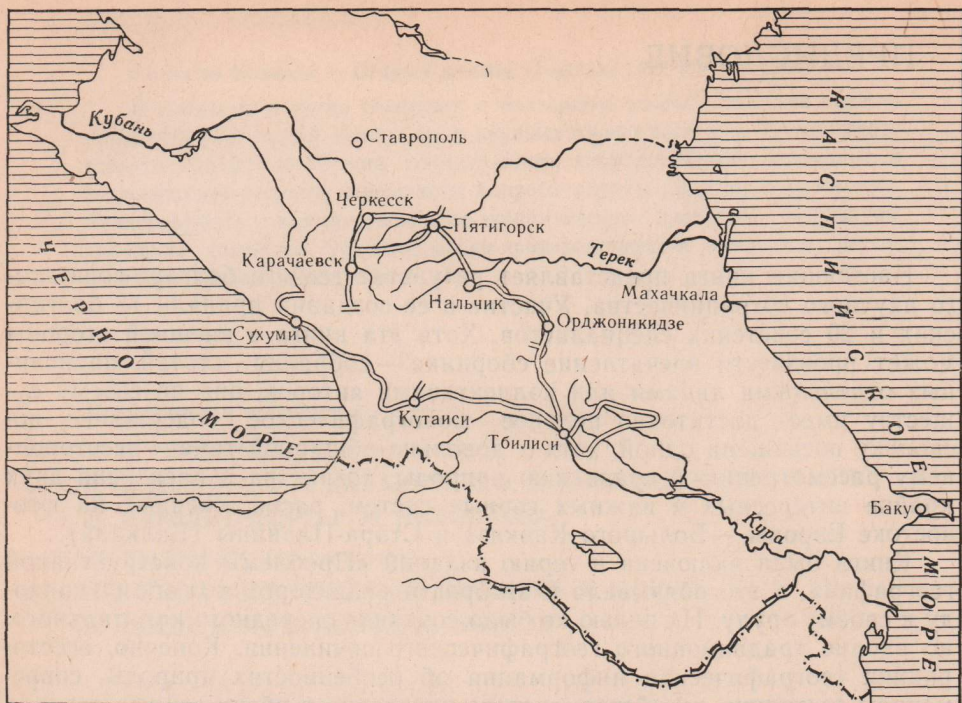 Кубань
Ставрополь
Черкесск
Пятигорск
Карачаевск
Терек
Нальчик
Махачкала
Орджоникидзе
Сухуми
Кутаиси
Тбилиси
Кура
Баку
ЧЕРНОЕ
МОРЕ
КАСПИЙСКОЕ
МОРЕ